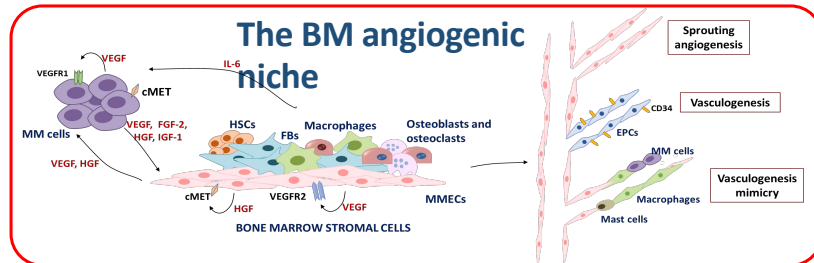 The BM angiogenic
niche
VEGF
VEGFR1
cMET
MM cells
VEGF, FGF-2,
HGF, IGF-1
VEGF, HGF
IL-6
HSCs
FBs
Macrophages
Osteoblasts and
osteoclasts
cMET
HGF
VEGFR2
VEGF
MMECs
BONE MARROW STROMAL CELLS
Sprouting
angiogenesis
CD34
EPCs
Vasculogenesis
MM cells
Macrophages
Mast cells
Vasculogenesis
mimicry